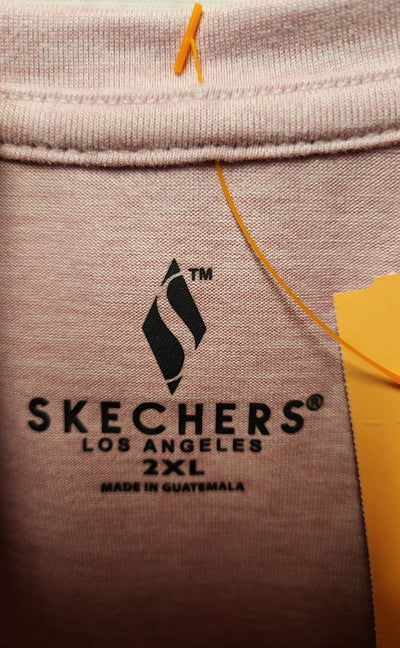 ™
SKECHERS®
LOS ANGELES
2XL
MADE IN GUATEMALA